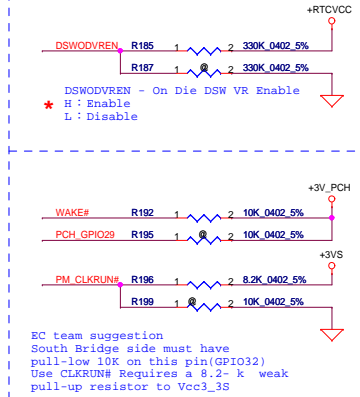 +RTCVCC
DSWODVREN R185 1 2 330K_0402_5%
R187 1 @ 2 330K_0402_5%
DSWODVREN - On Die DSW VR Enable
* H：Enable
L：Disable
+3V_PCH
WAKE# R192 1 2 10K_0402_5%
PCH_GPIO29 R195 1 @ 2 10K_0402_5%
+3VS
PM_CLKRUN# R196 1 2 8.2K_0402_5%
R199 1 @ 2 10K_0402_5%
EC team suggestion
South Bridge side must have
pull-low 10K on this pin(GPIO32)
Use CLKRUN# Requires a 8.2- k weak
pull-up resistor to Vcc3_3S